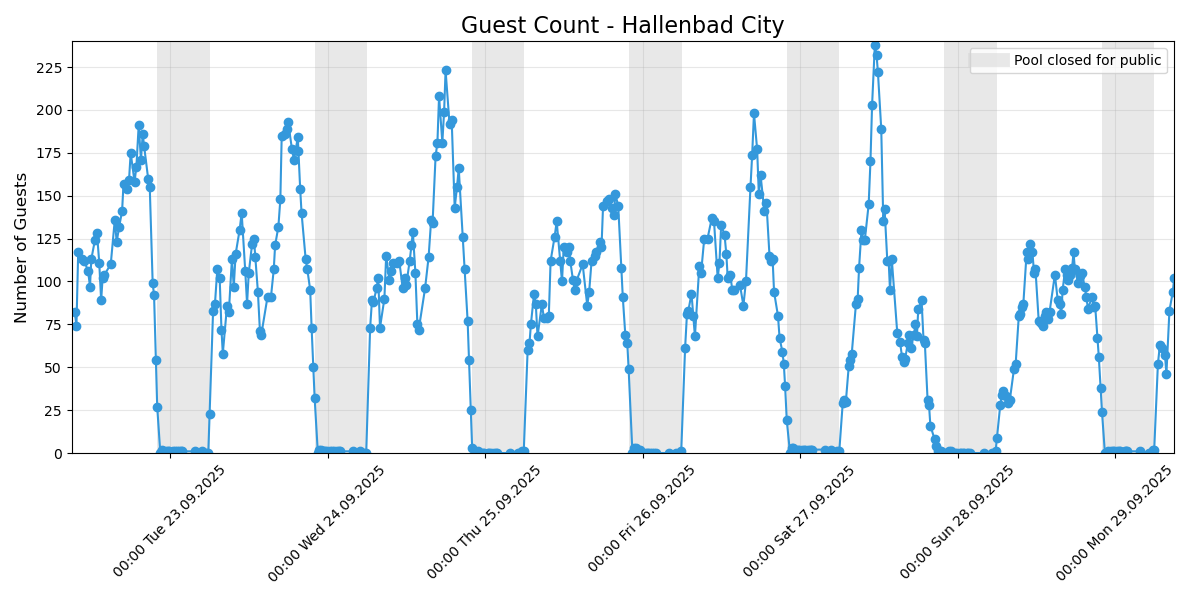 Guest Count - Hallenbad City
Pool closed for public
Number of Guests
225
200
175
150
125
100
75
50
25
0
00:00 Tue 23.09.2025
00:00 Wed 24.09.2025
00:00 Thu 25.09.2025
00:00 Fri 26.09.2025
00:00 Sat 27.09.2025
00:00 Sun 28.09.2025
00:00 Mon 29.09.2025